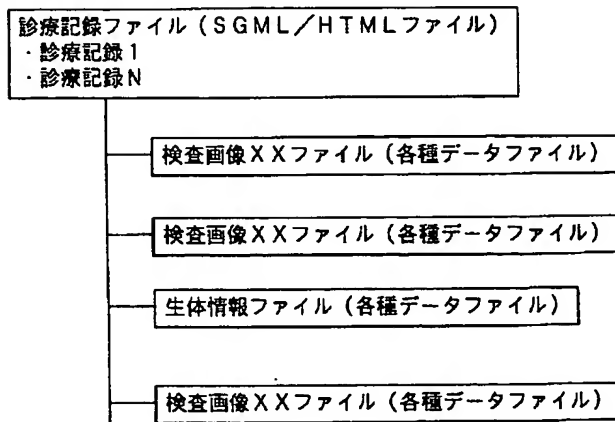 診療記録ファイル（ＳＧＭＬ／ＨＴＭＬファイル）
・診療記録１
・診療記録Ｎ
検査画像ＸＸファイル（各種データファイル）
検査画像ＸＸファイル（各種データファイル）
生体情報ファイル（各種データファイル）
検査画像ＸＸファイル（各種データファイル）